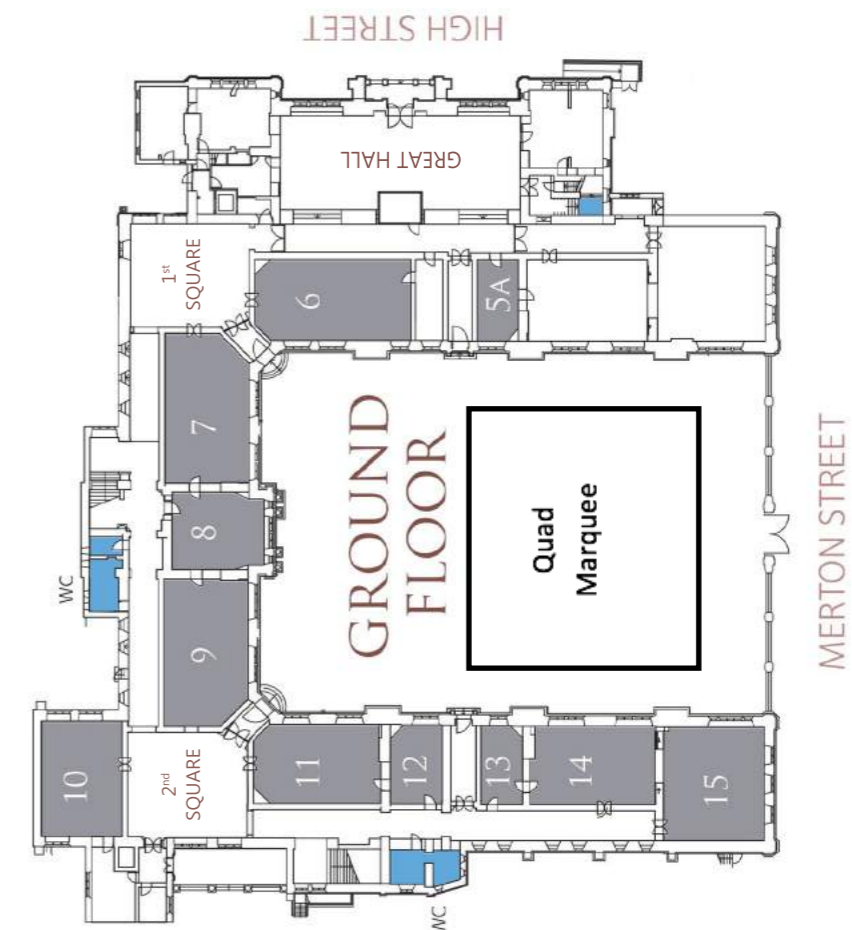 HIGH STREET
GREAT HALL
1st
SQUARE
6
5A
7
8
9
WC
GROUND
FLOOR
Quad
Marquee
MERTON STREET
10
2nd
SQUARE
11
12
13
14
15
WC